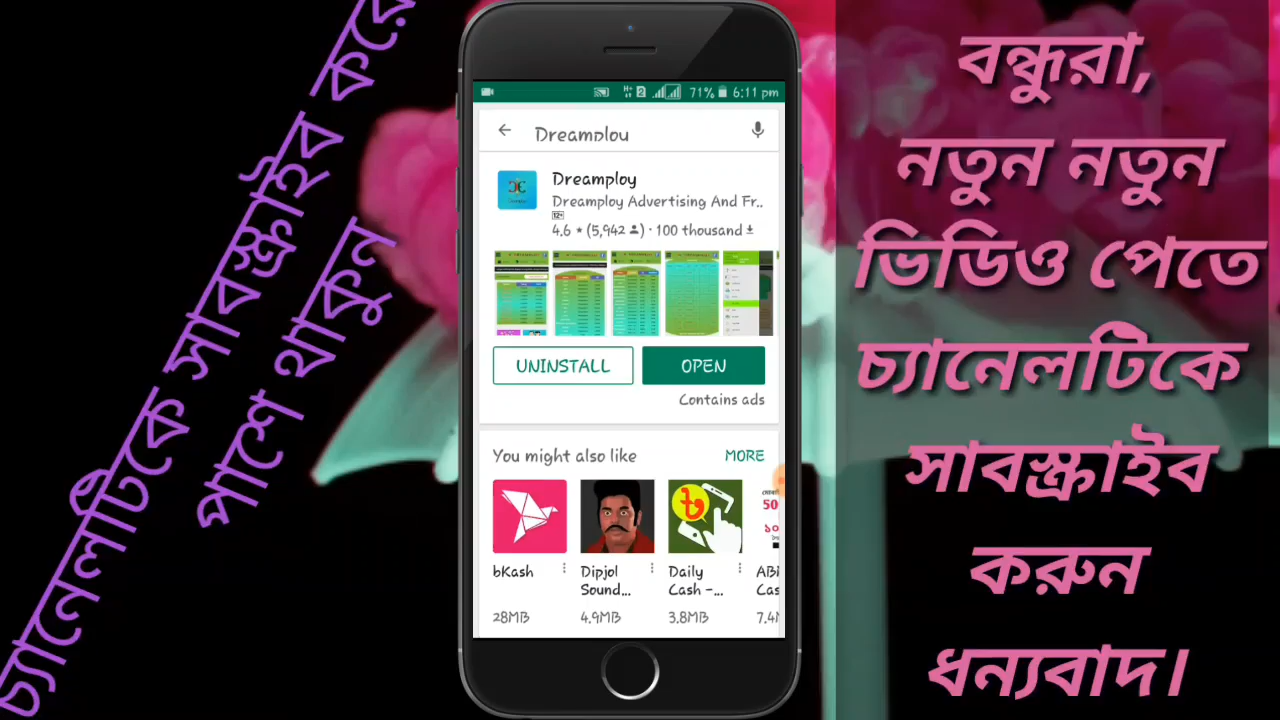 চ্যানেলটিকে সাবস্ক্রাইব করে
পাশে থাকুন
71% 6:11 pm
Dreamplou
Dreamploy
Dreamploy Advertising And Fr..
12+
4.6 ★ (5,942) · 100 thousand
UNINSTALL OPEN
Contains ads
You might also like MORE
bKash Dipjol Daily
Sound... Cash -...
28MB 4.9MB 3.8MB
বন্ধুরা,
নতুন নতুন
ভিডিও পেতে
চ্যানেলটিকে
সাবস্ক্রাইব
করুন
ধন্যবাদ।